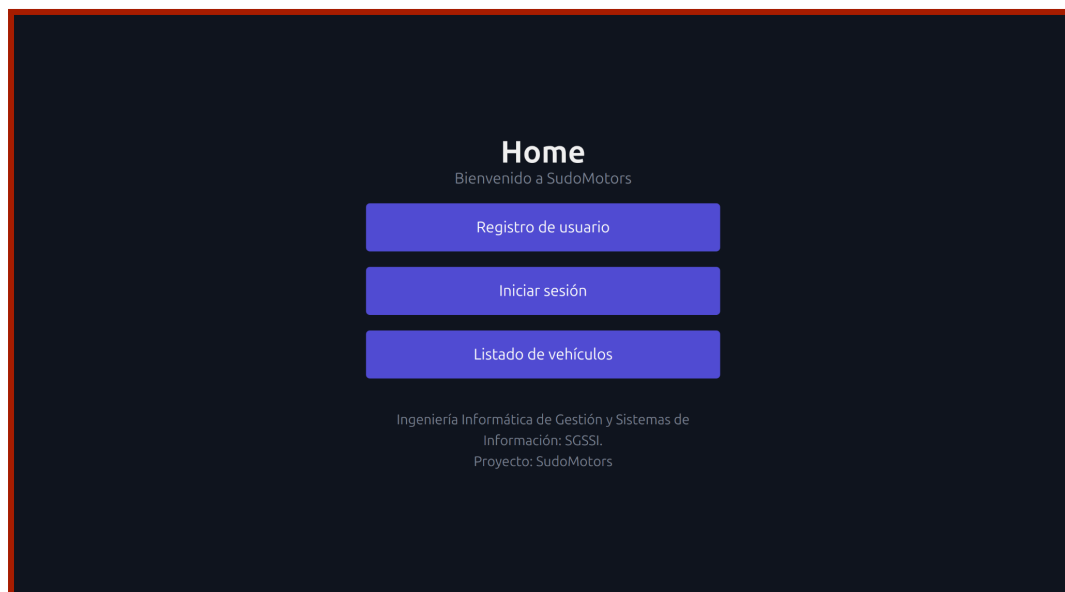 Home
Bienvenido a SudoMotors
Registro de usuario
Iniciar sesión
Listado de vehículos
Ingeniería Informática de Gestión y Sistemas de
Información: SGSSI.
Proyecto: SudoMotors